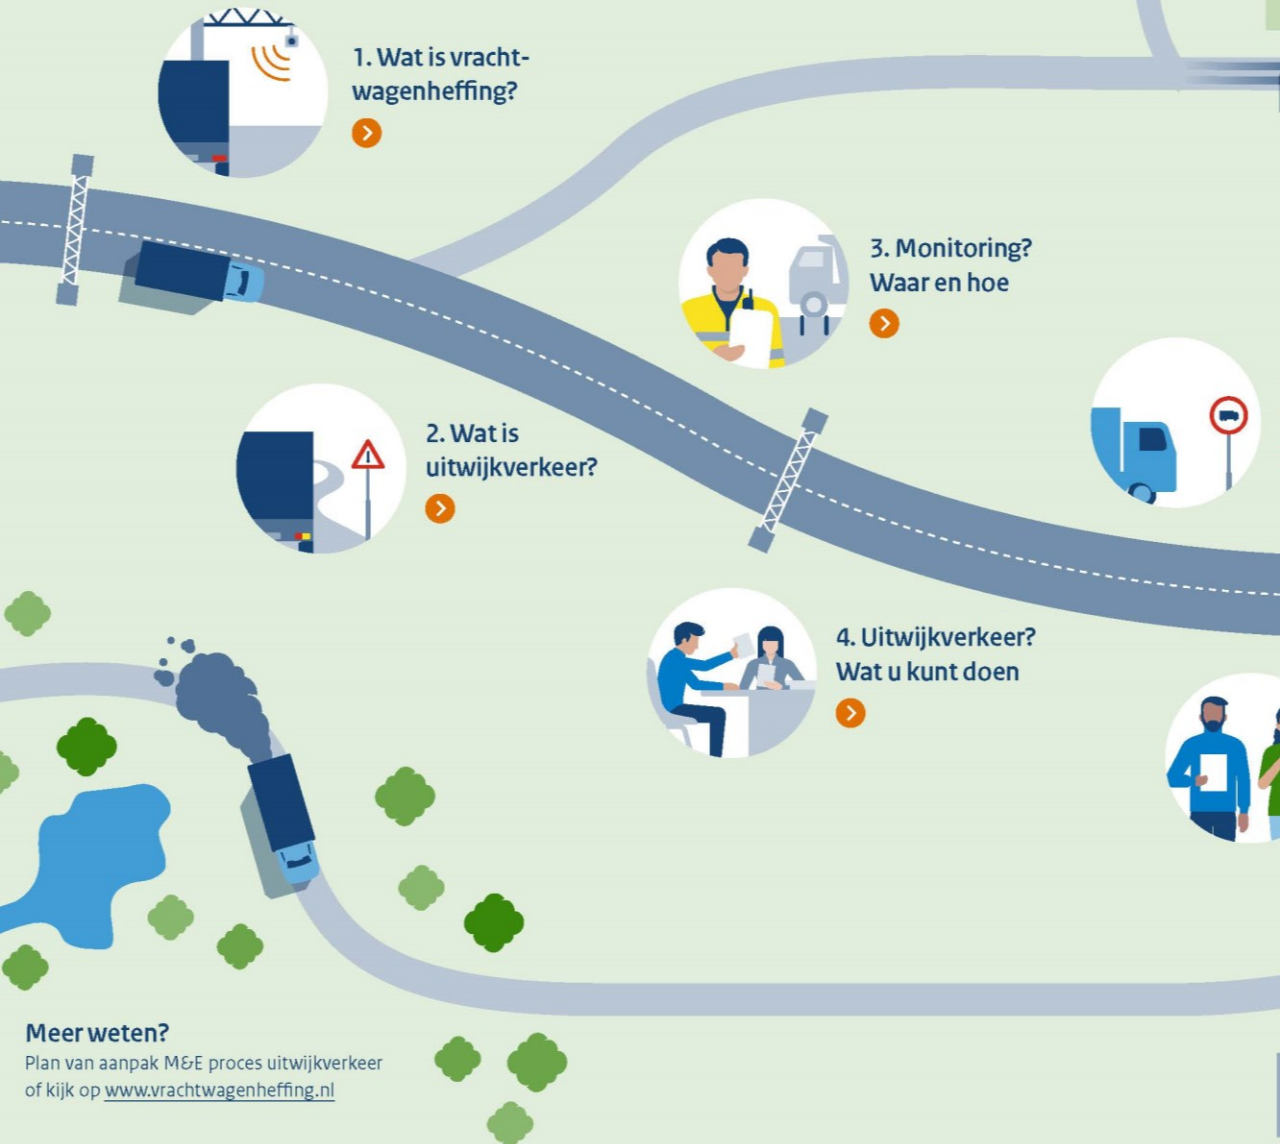 1. Wat is vracht-
wagenheffing?
3. Monitoring?
Waar en hoe
2. Wat is
uitwijkverkeer?
4. Uitwijkverkeer?
Wat u kunt doen
Meer weten?
Plan van aanpak M&E proces uitwijkverkeer
of kijk op www.vrachtwagenheffing.nl